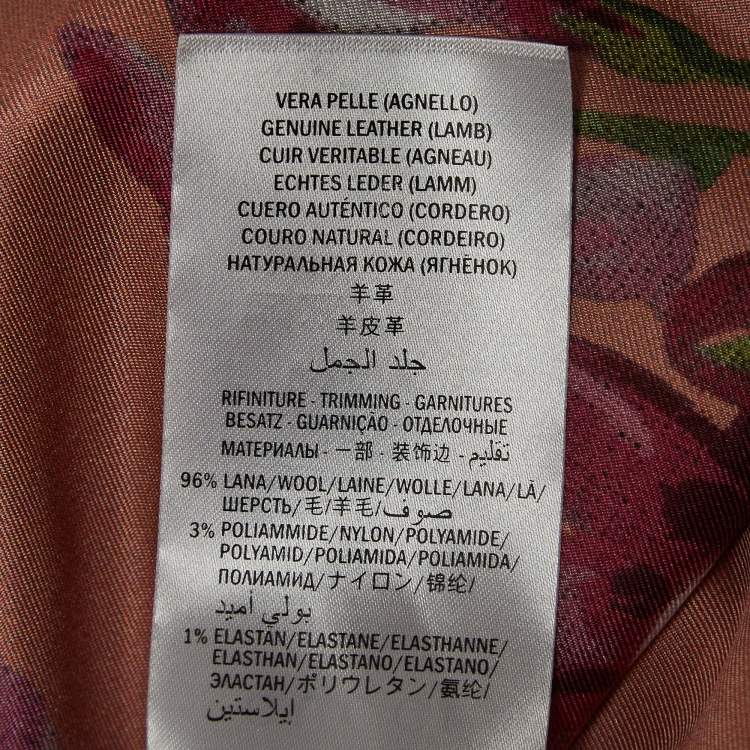 VERA PELLE (AGNELLO)
GENUINE LEATHER (LAMB)
CUIR VERITABLE (AGNEAU)
ECHTES LEDER (LAMM)
CUERO AUTÉNTICO (CORDERO)
COURO NATURAL (CORDEIRO)
НАТУРАЛЬНАЯ КОЖА (ЯГНЁНОК)
羊革
羊皮革
جلد الجمل
RIFINITURE - TRIMMING - GARNITURES
BESATZ - GUARNIÇÃO - ОТДЕЛОЧНЫЕ
МАТЕРИАЛЫ - 一部 - 装饰边 - تقليم
96% LANA/WOOL/LAINE/WOLLE/LANA/LÃ/
ШЕРСТЬ/毛/羊毛/صوف
3% POLIAMMIDE/NYLON/POLYAMIDE/
POLYAMID/POLIAMIDA/POLIAMIDA/
ПОЛИАМИД/ナイロン/锦纶/
بولي أميد
1% ELASTAN/ELASTANE/ELASTHANNE/
ELASTHAN/ELASTANO/ELASTANO/
ЭЛАСТАН/ポリウレタン/氨纶/
إيلاستين